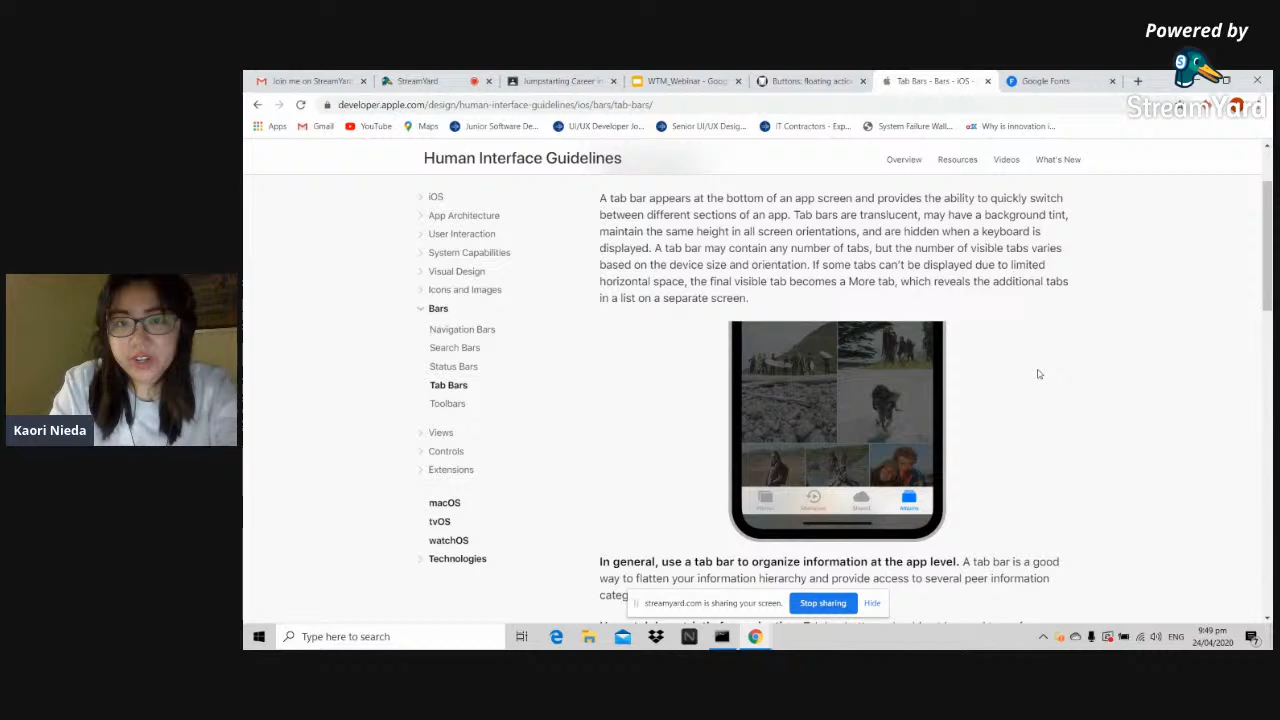 Powered by
StreamYard
Join me on StreamYar
StreamYard
Jumpstarting Career in
WTM_Webinar - Goog
Buttons: floating actio
Tab Bars - Bars - iOS -
Google Fonts
developer.apple.com/design/human-interface-guidelines/ios/bars/tab-bars/
Apps
Gmail
YouTube
Maps
Junior Software De...
UI/UX Developer Jo...
Senior UI/UX Desig...
IT Contractors - Exp...
System Failure Wall...
Why is innovation i...
Human Interface Guidelines
Overview
Resources
Videos
What's New
iOS
App Architecture
User Interaction
System Capabilities
Visual Design
Icons and Images
Bars
Navigation Bars
Search Bars
Status Bars
Tab Bars
Toolbars
Views
Controls
Extensions
macOS
tvOS
watchOS
Technologies
A tab bar appears at the bottom of an app screen and provides the ability to quickly switch
between different sections of an app. Tab bars are translucent, may have a background tint,
maintain the same height in all screen orientations, and are hidden when a keyboard is
displayed. A tab bar may contain any number of tabs, but the number of visible tabs varies
based on the device size and orientation. If some tabs can't be displayed due to limited
horizontal space, the final visible tab becomes a More tab, which reveals the additional tabs
in a list on a separate screen.
In general, use a tab bar to organize information at the app level. A tab bar is a good
way to flatten your information hierarchy and provide access to several peer information
streamyard.com is sharing your screen.
Stop sharing
Hide
Kaori Nieda
Type here to search
ENG
9:49 pm
24/04/2020